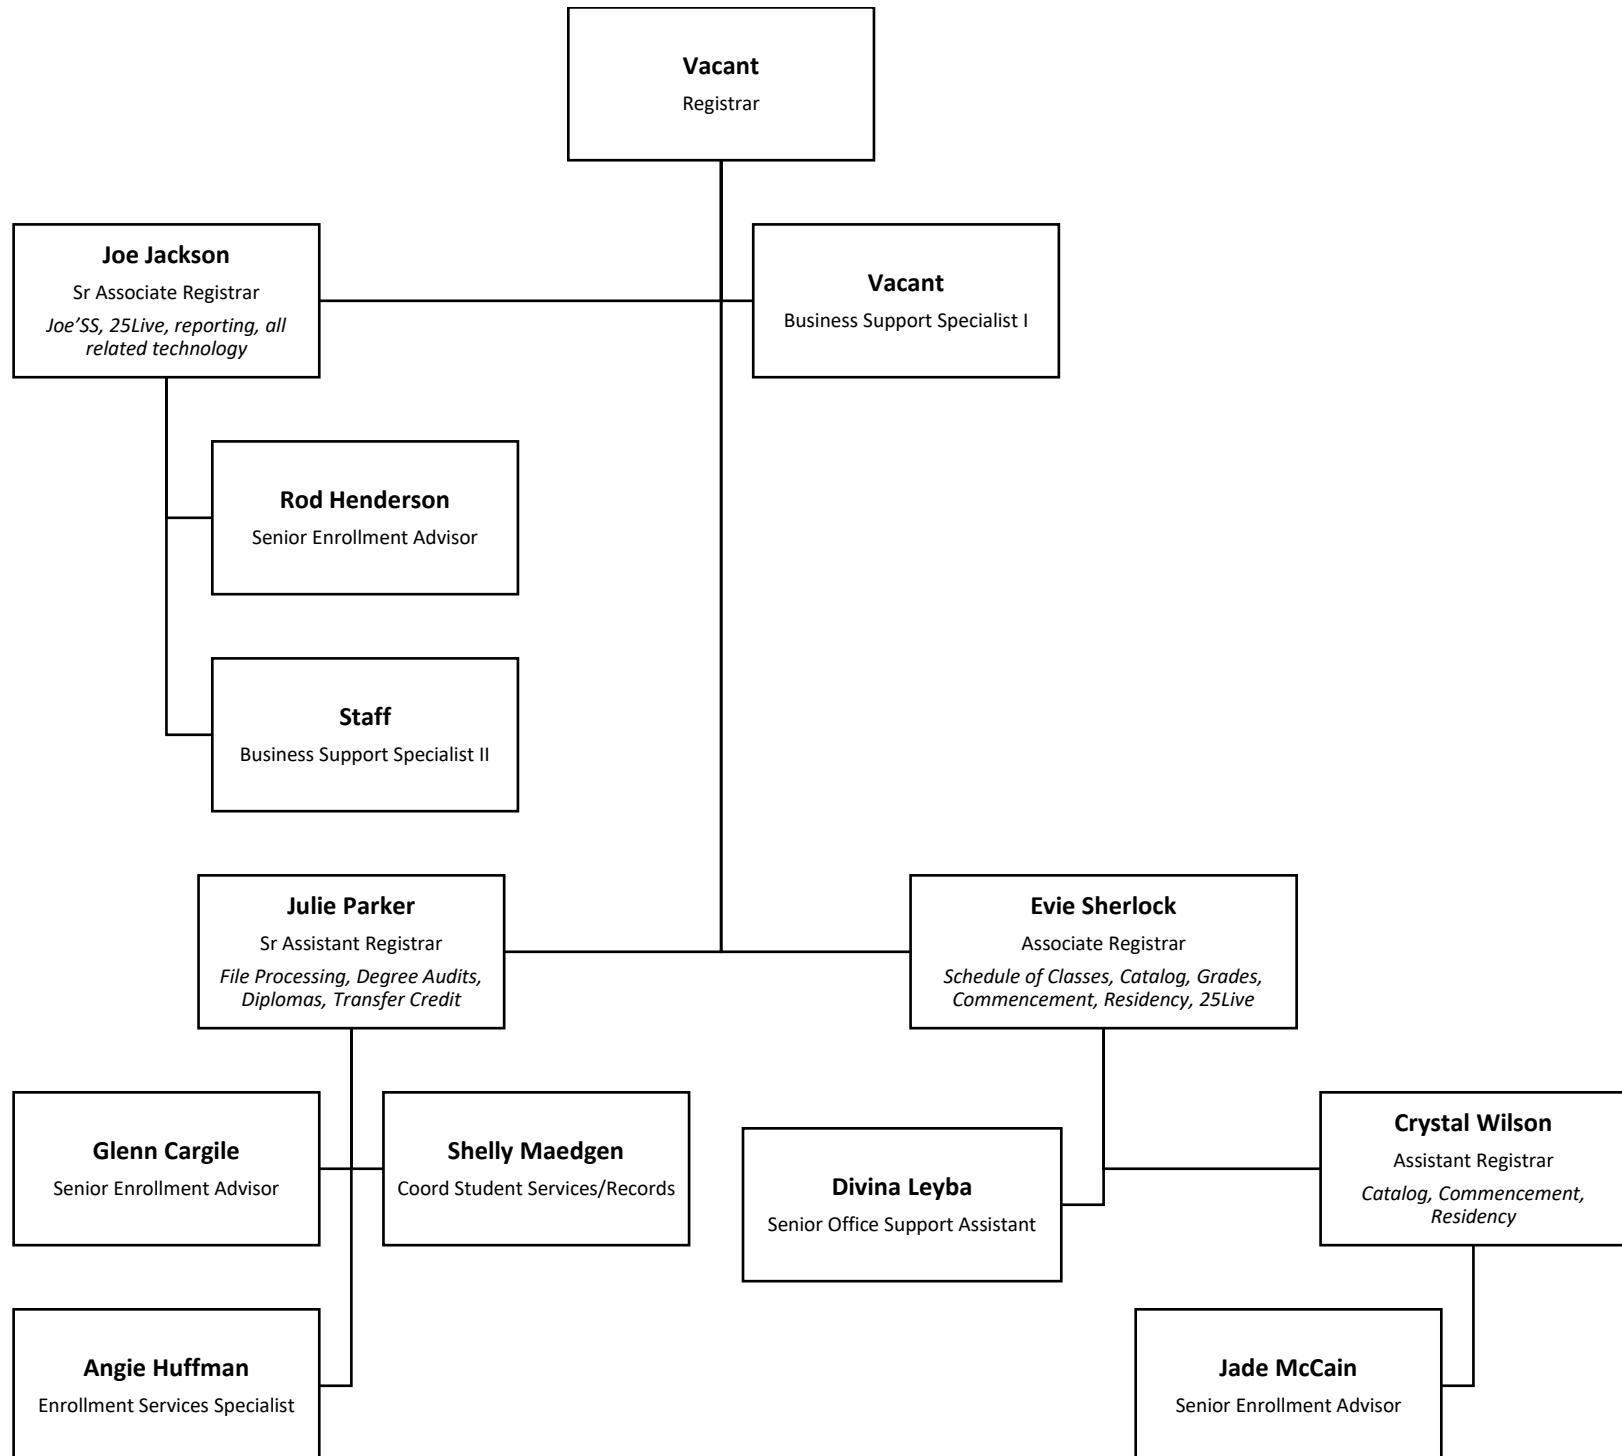 Vacant
Registrar
Joe Jackson
Sr Associate Registrar
Joe’SS, 25Live, reporting, all
related technology
Vacant
Business Support Specialist I
Rod Henderson
Senior Enrollment Advisor
Staff
Business Support Specialist II
Julie Parker
Sr Assistant Registrar
File Processing, Degree Audits,
Diplomas, Transfer Credit
Evie Sherlock
Associate Registrar
Schedule of Classes, Catalog, Grades,
Commencement, Residency, 25Live
Glenn Cargile
Senior Enrollment Advisor
Shelly Maedgen
Coord Student Services/Records
Divina Leyba
Senior Office Support Assistant
Crystal Wilson
Assistant Registrar
Catalog, Commencement,
Residency
Angie Huffman
Enrollment Services Specialist
Jade McCain
Senior Enrollment Advisor